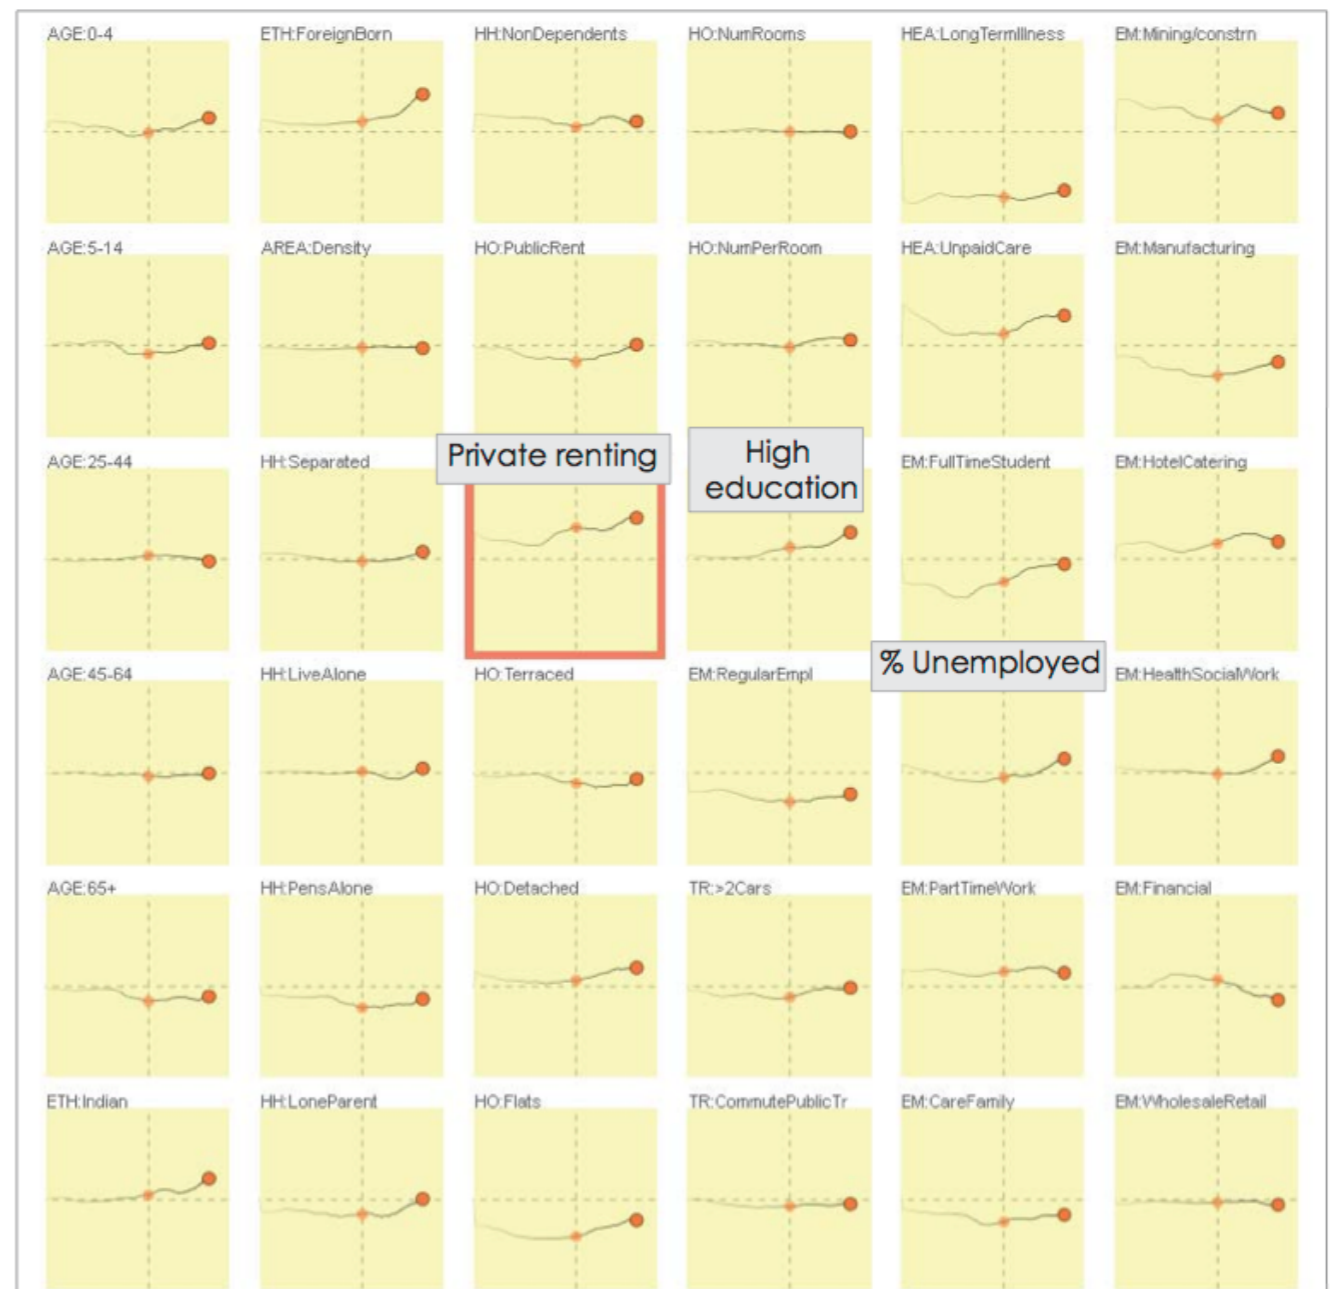 AGE:0-4
ETH:ForeignBorn
HH:NonDependents
HO:NumRooms
HEA:LongTermIllness
EM:Mining/constrn
AGE:5-14
AREA:Density
HO:PublicRent
HO:NumPerRoom
HEA:UnpaidCare
EM:Manufacturing
AGE:25-44
HH:Separated
Private renting
High
education
EM:FullTimeStudent
EM:HotelCatering
AGE:45-64
HH:LiveAlone
HO:Terraced
EM:RegularEmpl
% Unemployed
EM:HealthSocialWork
AGE:65+
HH:PensAlone
HO:Detached
TR:>2Cars
EM:PartTimeWork
EM:Financial
ETH:Indian
HH:LoneParent
HO:Flats
TR:CommutePublicTr
EM:CareFamily
EM:WholesaleRetail